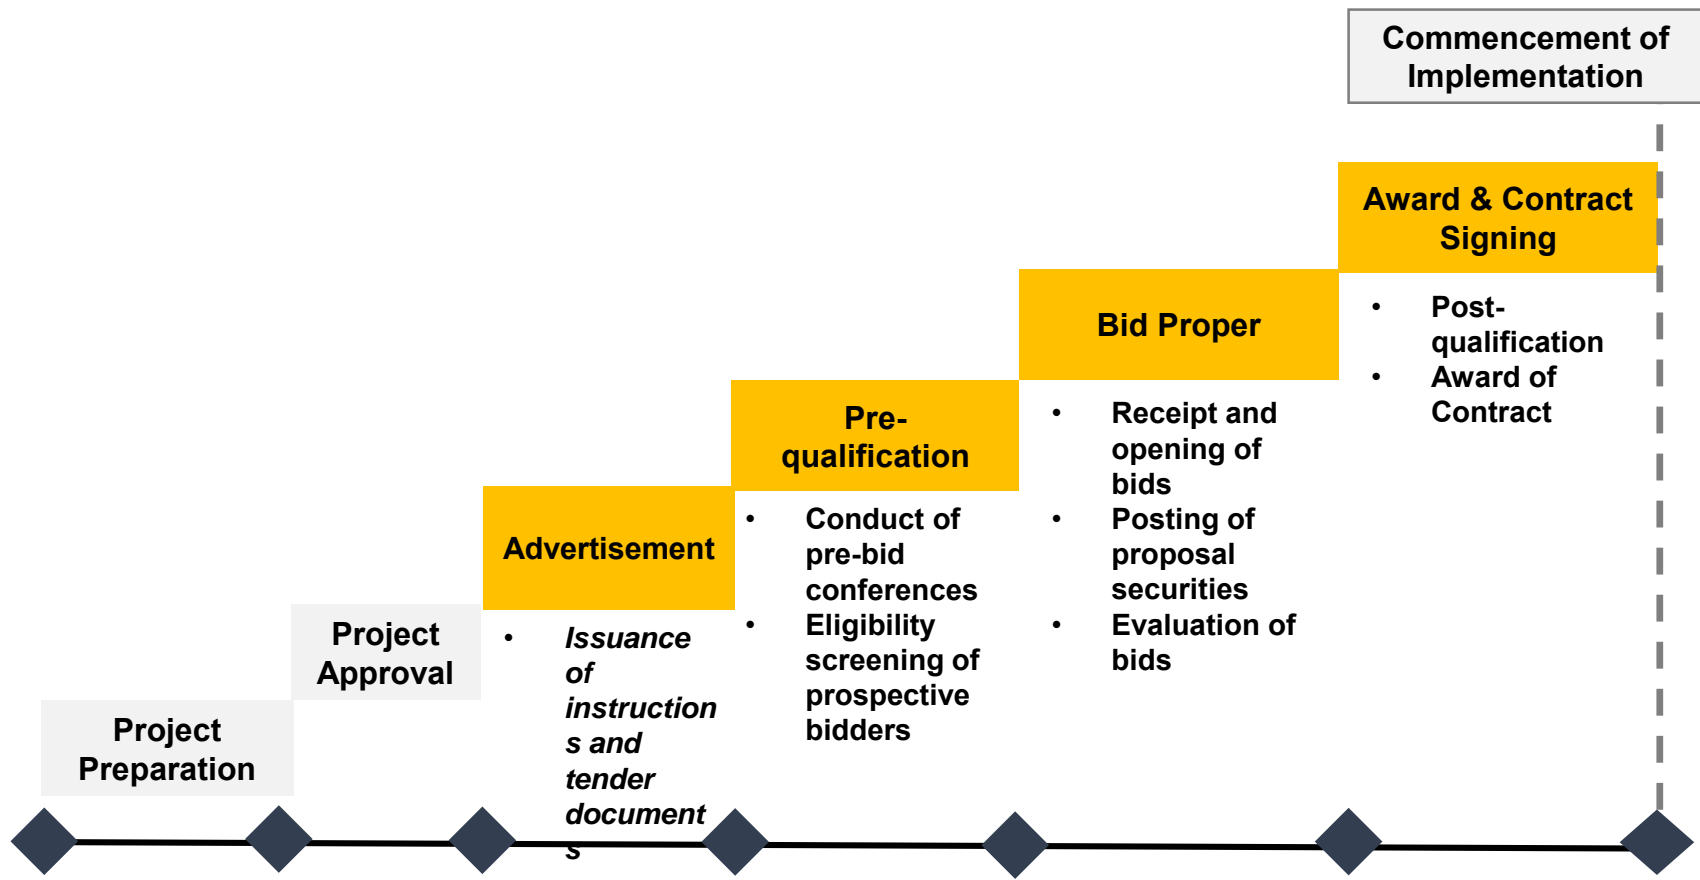 Commencement of
Implementation
Award & Contract
Signing
• Post-
qualification
• Award of
Contract
Bid Proper
• Receipt and
opening of
bids
• Posting of
proposal
securities
• Evaluation of
bids
Pre-
qualification
• Conduct of
pre-bid
conferences
• Eligibility
screening of
prospective
bidders
Advertisement
• Issuance
of
instruction
s and
tender
document
s
Project
Approval
Project
Preparation